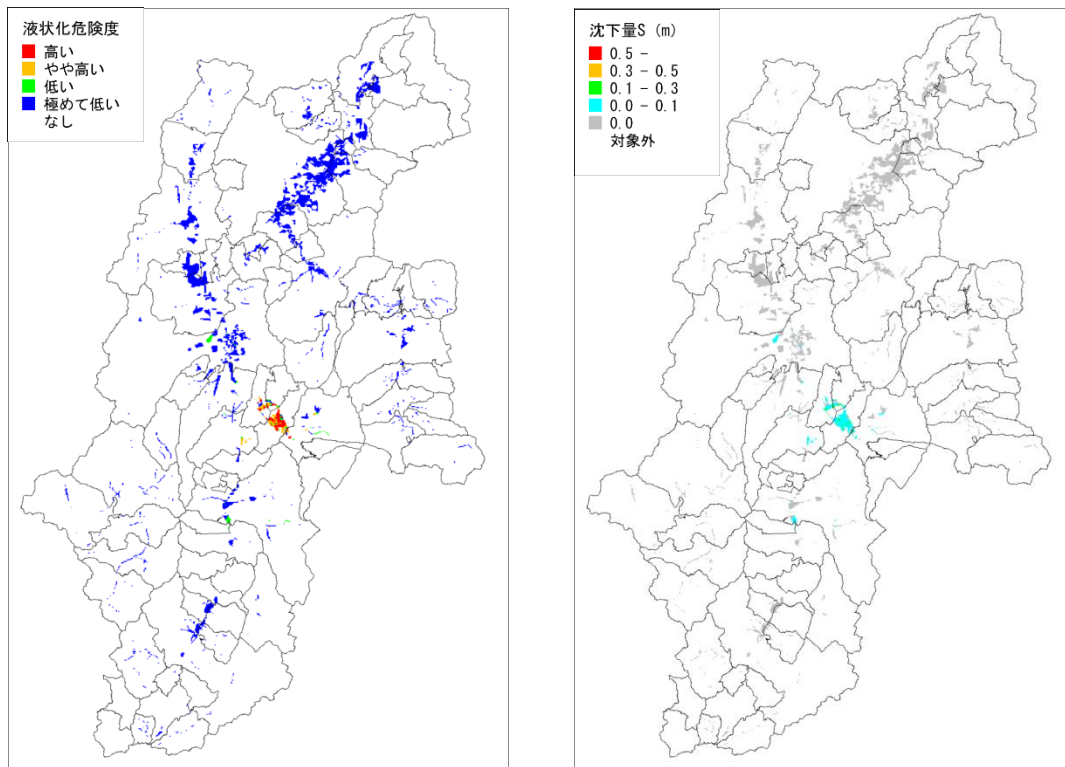 液状化危険度
高い
やや高い
低い
極めて低い
なし
沈下量S (m)
0.5 -
0.3 - 0.5
0.1 - 0.3
0.0 - 0.1
0.0
対象外